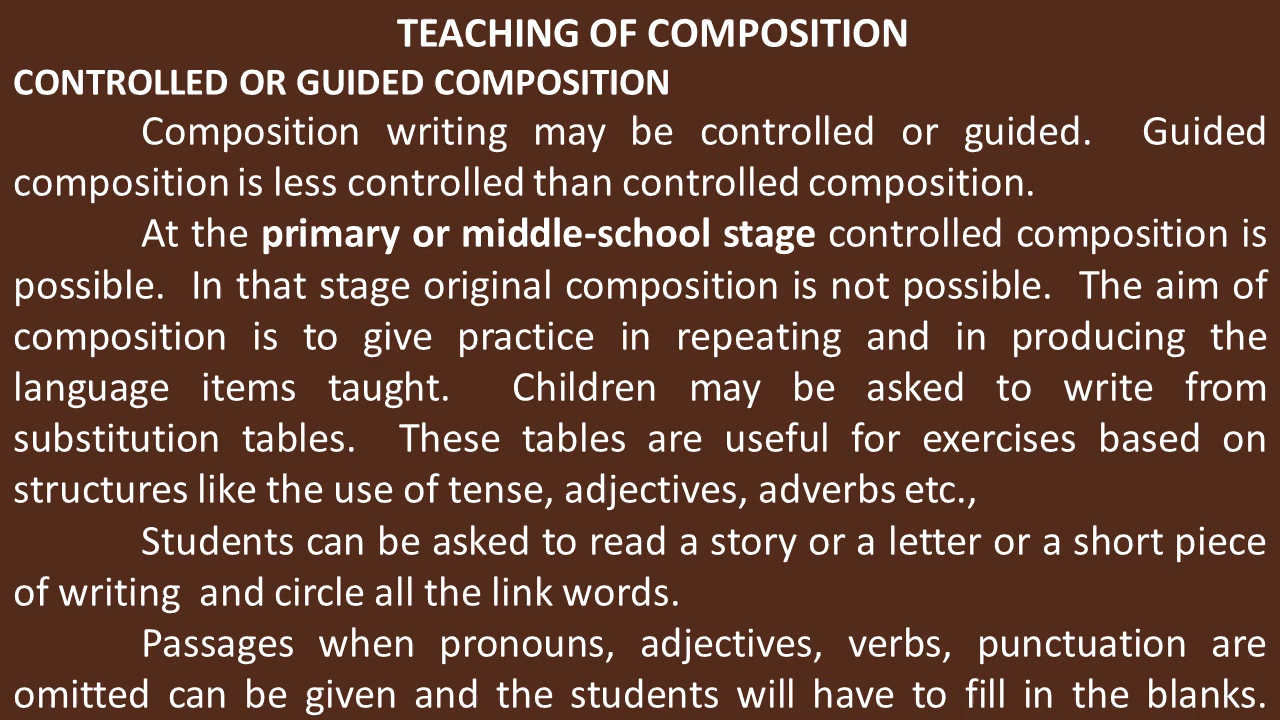 TEACHING OF COMPOSITION
CONTROLLED OR GUIDED COMPOSITION
Composition writing may be controlled or guided. Guided
composition is less controlled than controlled composition.
At the primary or middle-school stage controlled composition is
possible. In that stage original composition is not possible. The aim of
composition is to give practice in repeating and in producing the
language items taught. Children may be asked to write from
substitution tables. These tables are useful for exercises based on
structures like the use of tense, adjectives, adverbs etc.,
Students can be asked to read a story or a letter or a short piece
of writing and circle all the link words.
Passages when pronouns, adjectives, verbs, punctuation are
omitted can be given and the students will have to fill in the blanks.